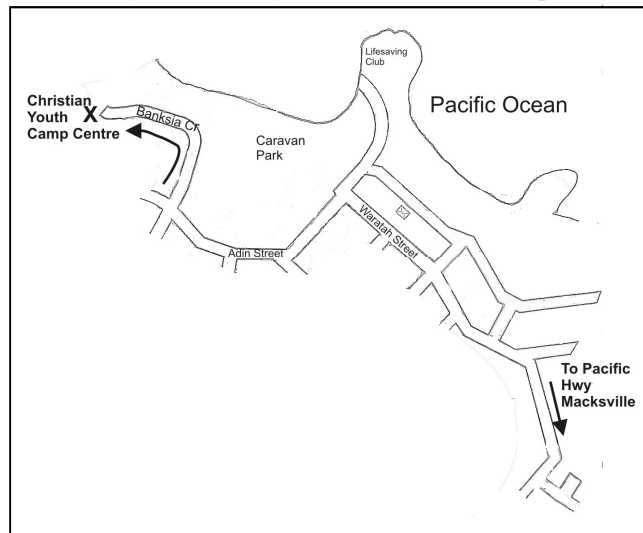 Lifesaving
Club
Pacific Ocean
Christian
Youth X
Camp Centre
Banksia Cr
Caravan
Park
Waratah Street
Adin Street
To Pacific
Hwy
Macksville